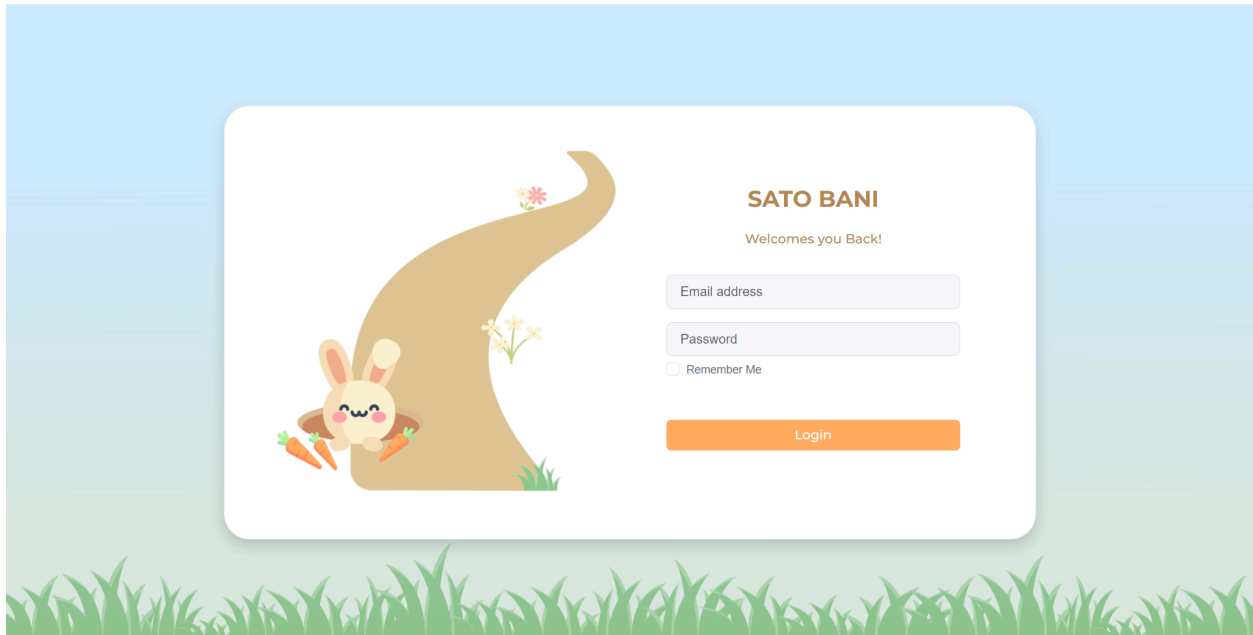 SATO BANI
Welcomes you Back!
Email address
Password
Remember Me
Login